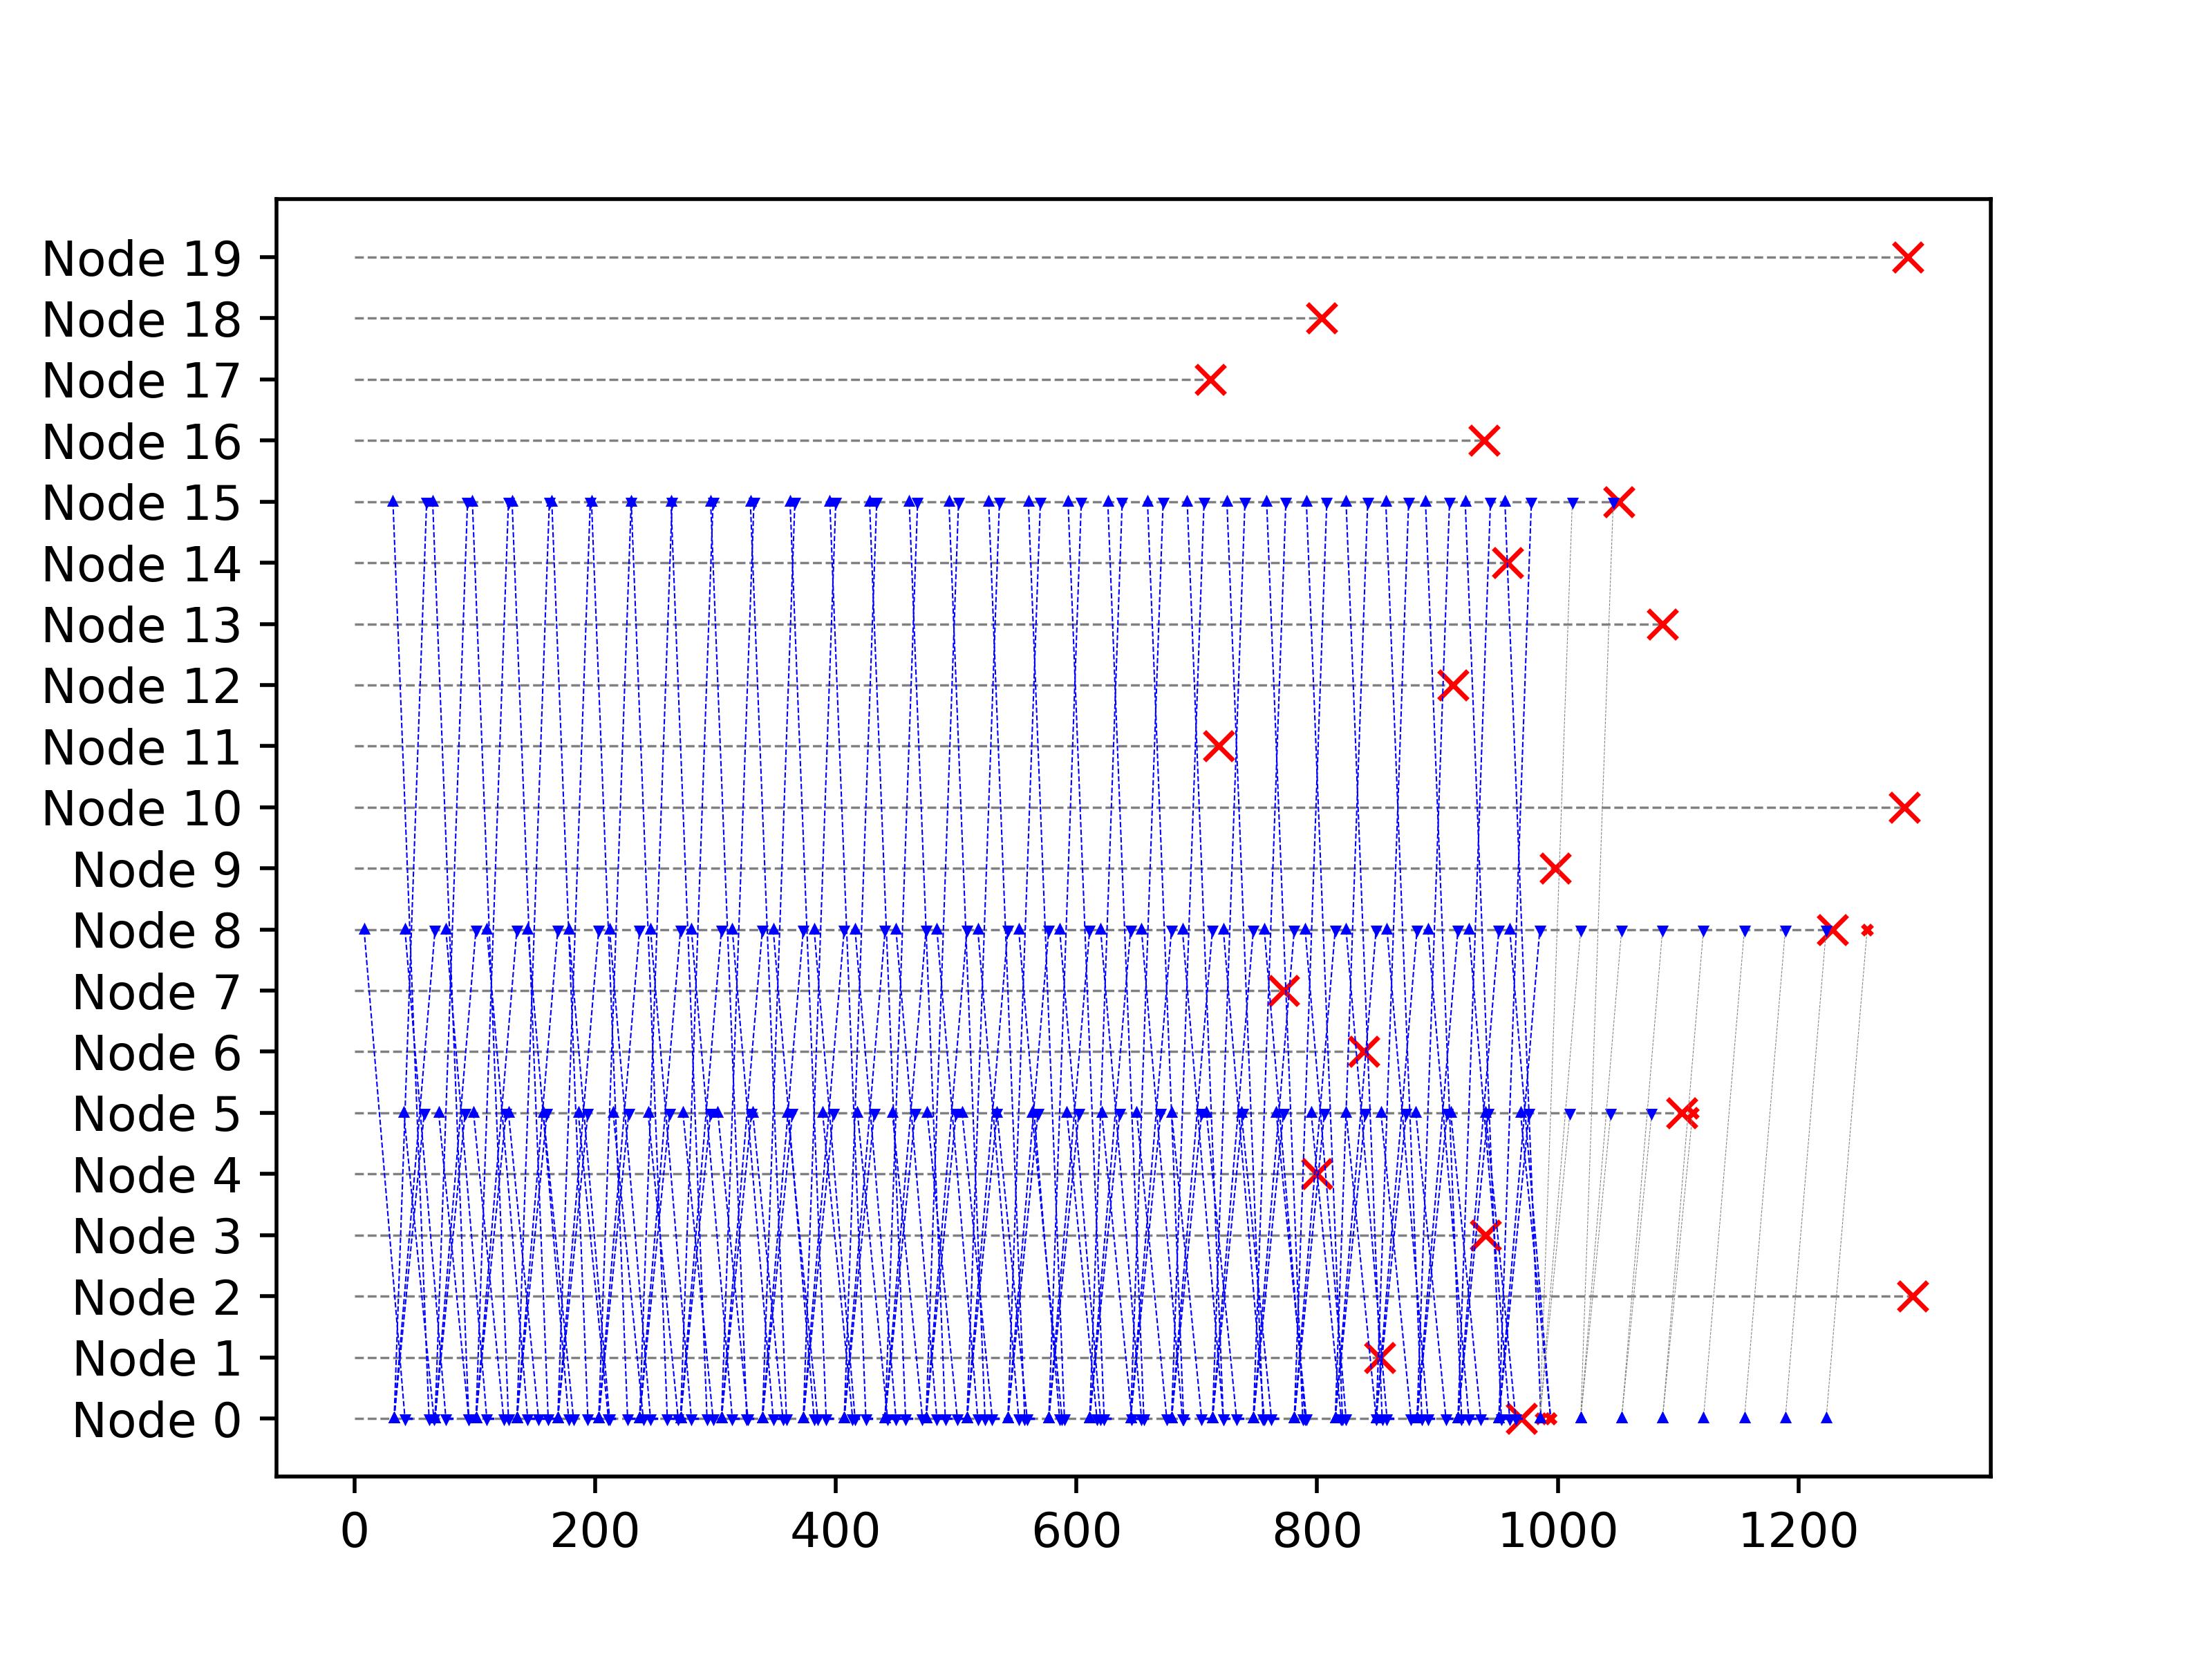 Node 19
Node 18
Node 17
Node 16
Node 15
Node 14
Node 13
Node 12
Node 11
Node 10
Node 9
Node 8
Node 7
Node 6
Node 5
Node 4
Node 3
Node 2
Node 1
Node 0
0 200 400 600 800 1000 1200